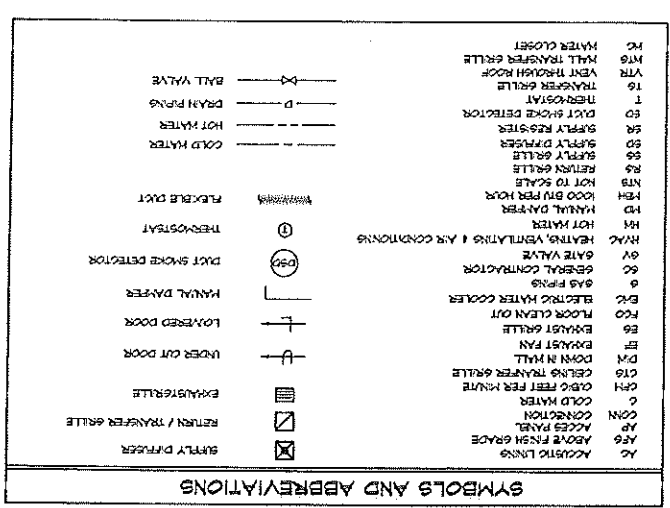 SYMBOLS AND ABBREVIATIONS
AC ACOUSTIC LINING
AFG ABOVE FINISH GRADE
AP ACCES PANEL
CONN CONNECTION
C COLD WATER
CFM CUBIC FEET PER MINUTE
CTG CEILING TRANFER GRILLE
DIW DOWN IN WALL
EF EXHAUST FAN
EG EXHAUST GRILLE
FCO FLOOR CLEAN OUT
EWC ELECTRIC WATER COOLER
G GAS PIPING
GC GENERAL CONTRACTOR
GV GATE VALVE
HVAC HEATING, VENTILATING & AIR CONDITIONING
HW HOT WATER
MD MANUAL DAMPER
MBH 1000 BTU PER HOUR
NTS NOT TO SCALE
RG RETURN GRILLE
SG SUPPLY GRILLE
SD SUPPLY DIFFUSER
SR SUPPLY REGISTER
SD DUCT SMOKE DETECTOR
T THERMOSTAT
TG TRANSFER GRILLE
VTR VENT THROUGH ROOF
WTG WALL TRANSFER GRILLE
WC WATER CLOSET
SUPPLY DIFFUSER
RETURN / TRANSFER GRILLE
EXHAUSTGRILLE
UNDER CUT DOOR
LOUVERED DOOR
MANUAL DAMPER
DSD DUCT SMOKE DETECTOR
T THERMOSTAT
FLEXIBLE DUCT
COLD WATER
HOT WATER
D DRAIN PIPING
BALL VALVE